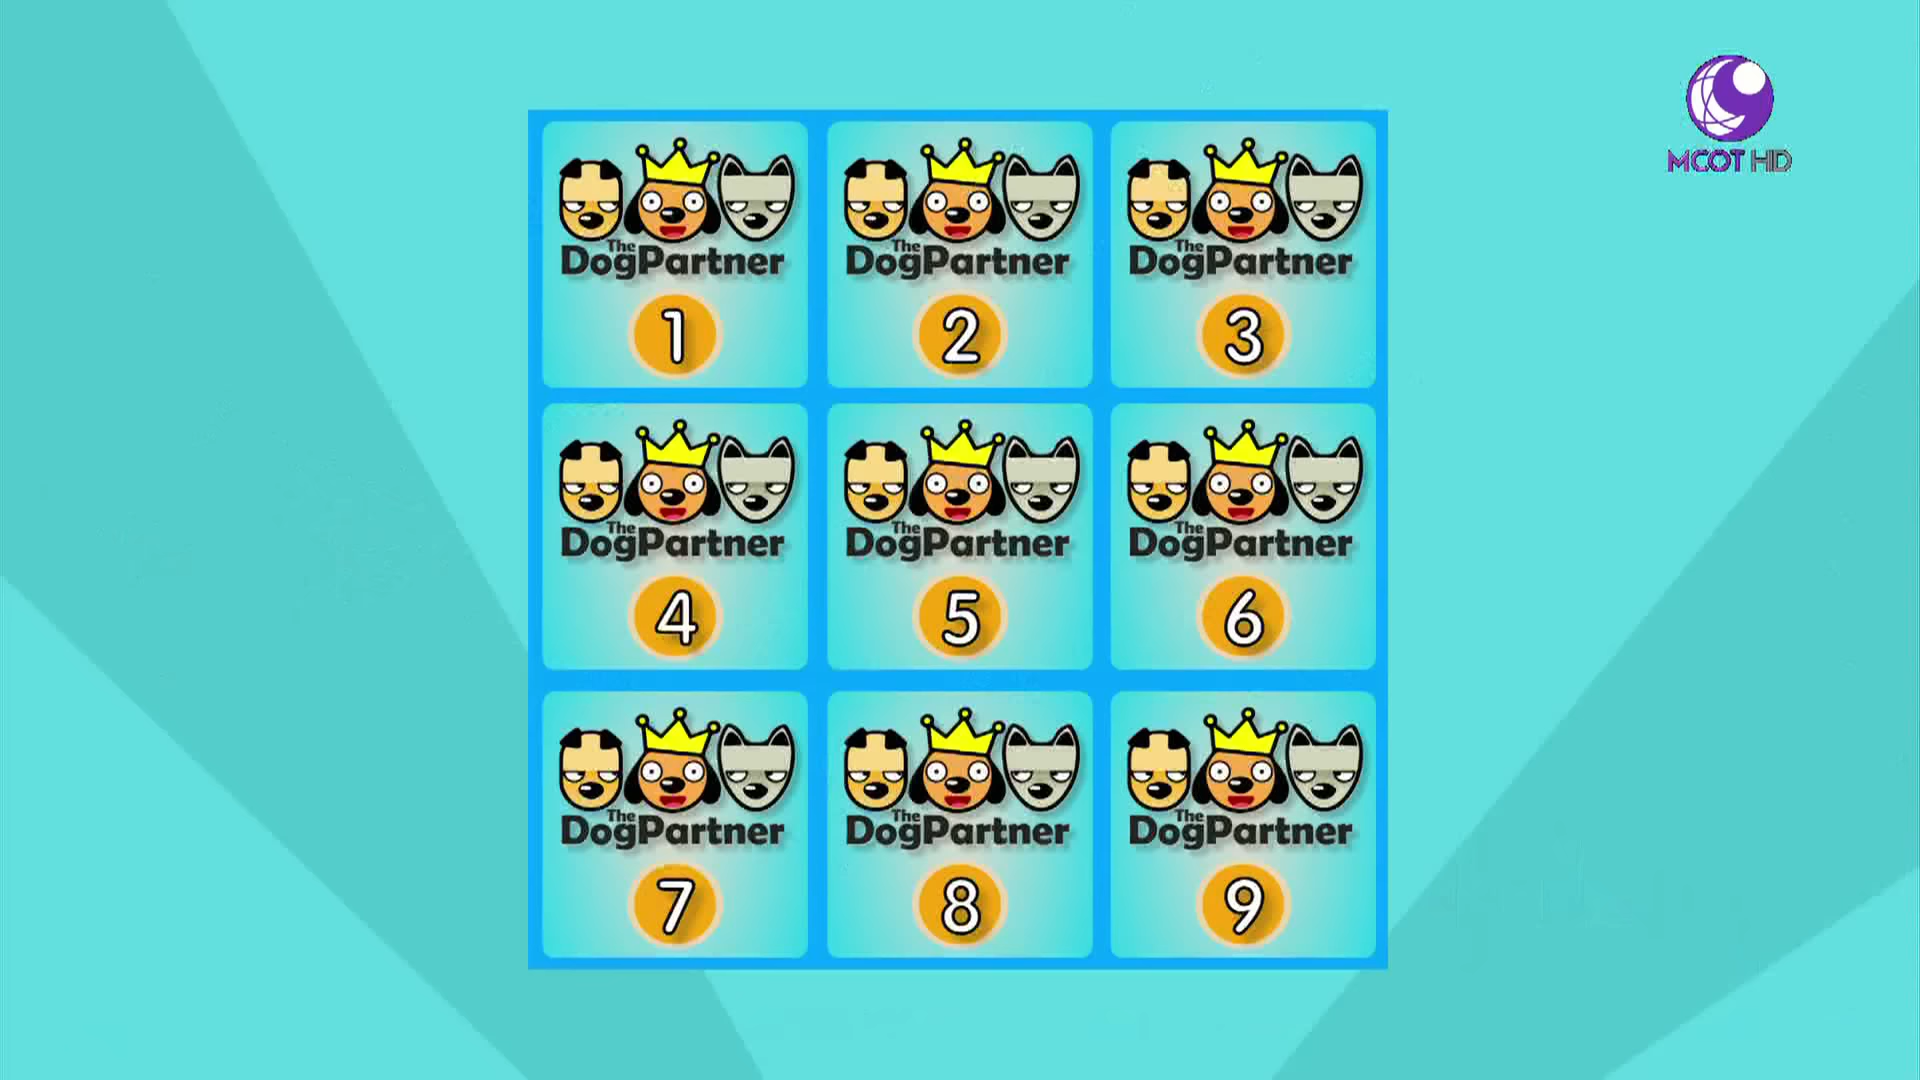 MCOT HD
The
DogPartner
1
The
DogPartner
2
The
DogPartner
3
The
DogPartner
4
The
DogPartner
5
The
DogPartner
6
The
DogPartner
7
The
DogPartner
8
The
DogPartner
9